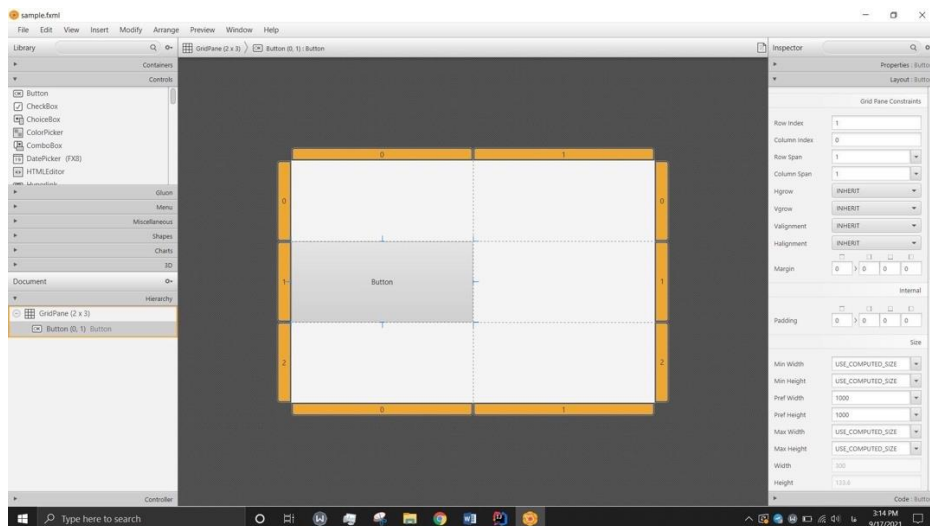 sample.fxml
File Edit View Insert Modify Arrange Preview Window Help
Library
GridPane (2 x 3) Button (0, 1) : Button
Inspector
Containers
Controls
Button
CheckBox
ChoiceBox
ColorPicker
ComboBox
DatePicker (FX8)
HTMLEditor
Gluon
Menu
Miscellaneous
Shapes
Charts
3D
Document
Hierarchy
GridPane (2 x 3)
Button (0, 1) Button
Controller
0 1
0 0
1 Button 1
2 2
0 1
Properties : Butto
Layout : Butto
Grid Pane Constraints
Row Index 1
Column Index 0
Row Span 1
Column Span 1
Hgrow INHERIT
Vgrow INHERIT
Valignment INHERIT
Halignment INHERIT
Margin 0 0 0 0
Internal
Padding 0 0 0 0
Size
Min Width USE_COMPUTED_SIZE
Min Height USE_COMPUTED_SIZE
Pref Width 1000
Pref Height 1000
Max Width USE_COMPUTED_SIZE
Max Height USE_COMPUTED_SIZE
Width 300
Height 133.6
Code : Butto
Type here to search
3:14 PM
9/17/2021